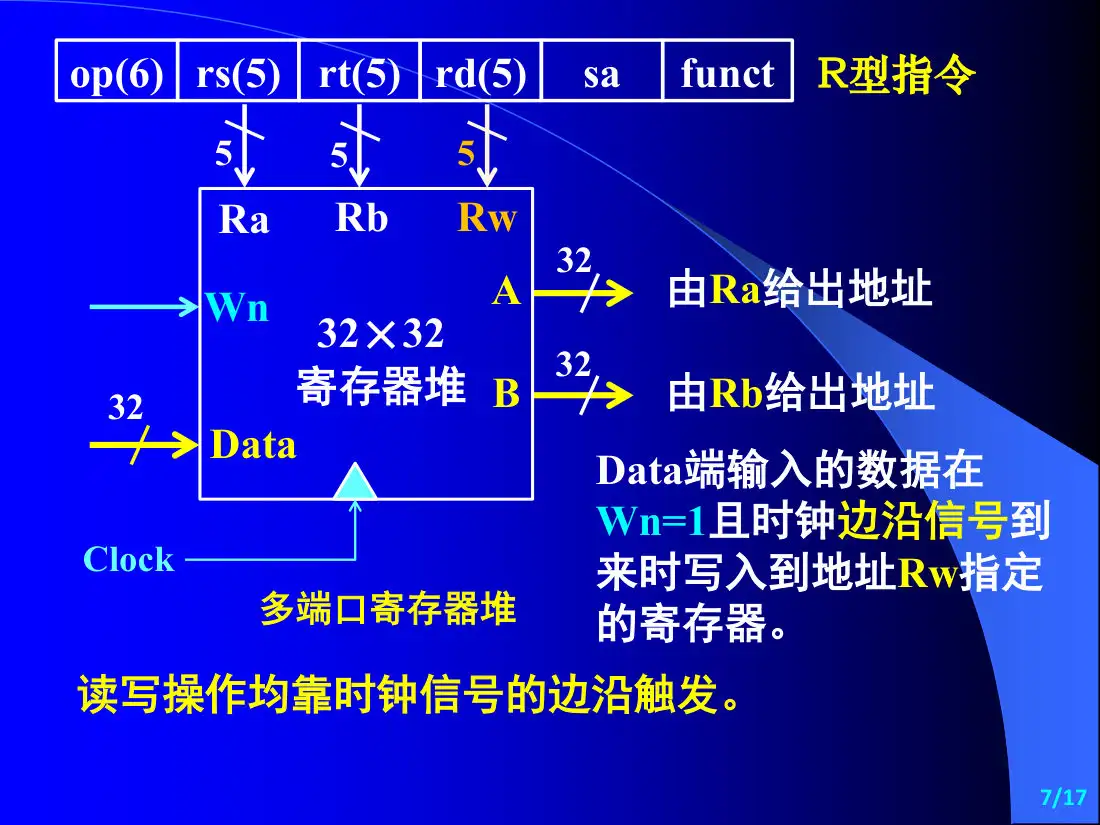 op(6) rs(5) rt(5) rd(5) sa funct R型指令
5 5 5
Ra Rb Rw
32
A 由Ra给出地址
Wn
32×32
寄存器堆
32
B 由Rb给出地址
32
Data
Data端输入的数据在
Wn=1且时钟边沿信号到
来时写入到地址Rw指定
的寄存器。
Clock
多端口寄存器堆
读写操作均靠时钟信号的边沿触发。
7/17